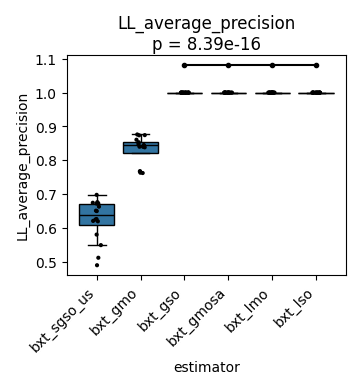 LL_average_precision
p = 8.39e-16
LL_average_precision
1.1
1.0
0.9
0.8
0.7
0.6
0.5
bxt_sgso_us
bxt_gmo
bxt_gso
bxt_gmosa
bxt_lmo
bxt_lso
estimator